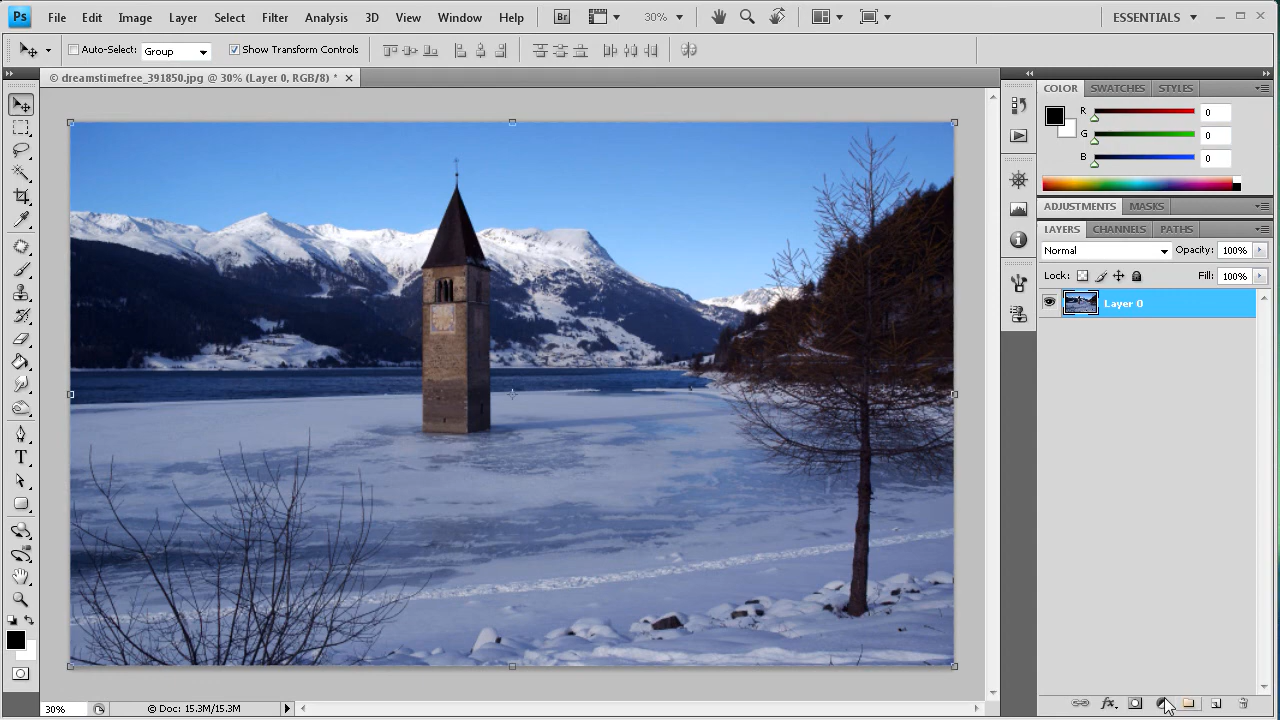 Ps File Edit Image Layer Select Filter Analysis 3D View Window Help Br 30% ESSENTIALS
Auto-Select: Group Show Transform Controls
© dreamstimefree_391850.jpg @ 30% (Layer 0, RGB/8) *
COLOR SWATCHES STYLES
R 0
G 0
B 0
ADJUSTMENTS MASKS
LAYERS CHANNELS PATHS
Normal Opacity: 100%
Lock: Fill: 100%
Layer 0
T
fx.
30% © Doc: 15.3M/15.3M